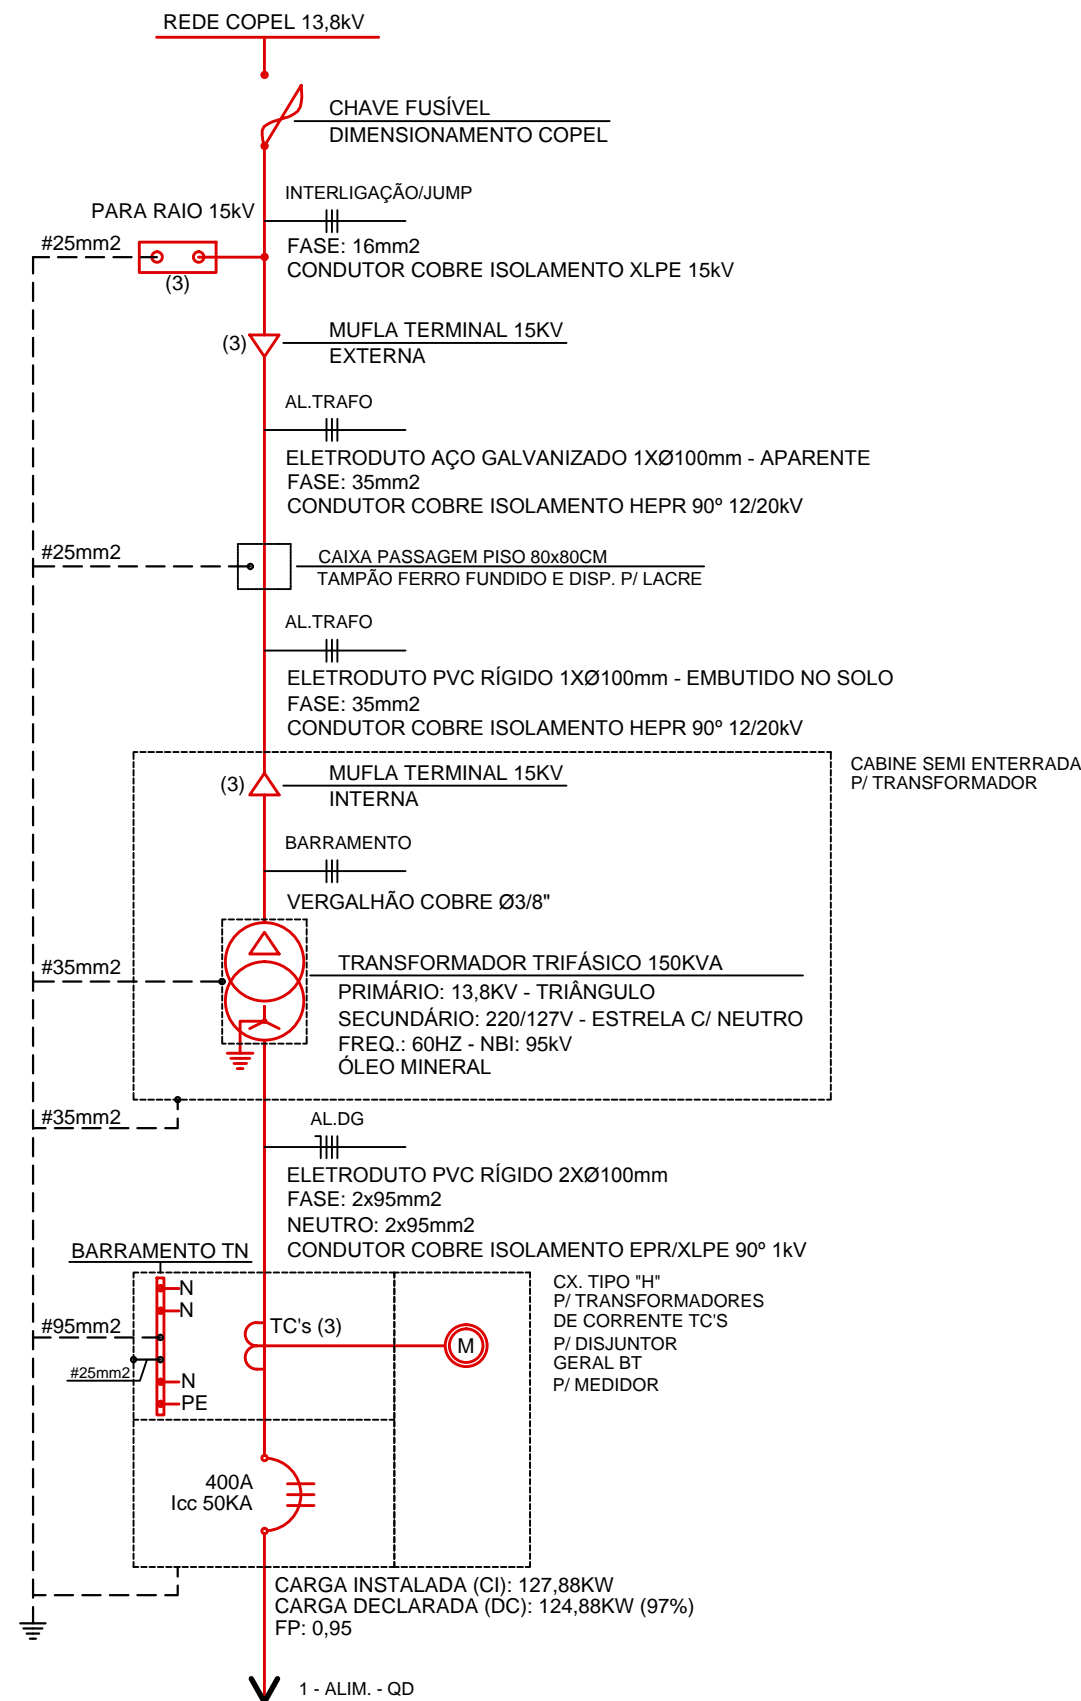 REDE COPEL 13,8kV
CHAVE FUSÍVEL
DIMENSIONAMENTO COPEL
INTERLIGAÇÃO/JUMP
PARA RAIO 15kV
#25mm2
(3)
FASE: 16mm2
CONDUTOR COBRE ISOLAMENTO XLPE 15kV
(3)
MUFLA TERMINAL 15KV
EXTERNA
AL.TRAFO
ELETRODUTO AÇO GALVANIZADO 1XØ100mm - APARENTE
FASE: 35mm2
CONDUTOR COBRE ISOLAMENTO HEPR 90º 12/20kV
#25mm2
CAIXA PASSAGEM PISO 80x80CM
TAMPÃO FERRO FUNDIDO E DISP. P/ LACRE
AL.TRAFO
ELETRODUTO PVC RÍGIDO 1XØ100mm - EMBUTIDO NO SOLO
FASE: 35mm2
CONDUTOR COBRE ISOLAMENTO HEPR 90º 12/20kV
CABINE SEMI ENTERRADA
P/ TRANSFORMADOR
(3)
MUFLA TERMINAL 15KV
INTERNA
BARRAMENTO
VERGALHÃO COBRE Ø3/8"
#35mm2
TRANSFORMADOR TRIFÁSICO 150KVA
PRIMÁRIO: 13,8KV - TRIÂNGULO
SECUNDÁRIO: 220/127V - ESTRELA C/ NEUTRO
FREQ.: 60HZ - NBI: 95kV
ÓLEO MINERAL
#35mm2
AL.DG
ELETRODUTO PVC RÍGIDO 2XØ100mm
FASE: 2x95mm2
NEUTRO: 2x95mm2
CONDUTOR COBRE ISOLAMENTO EPR/XLPE 90º 1kV
BARRAMENTO TN
N
N
#95mm2
#25mm2
N
PE
TC's (3)
M
CX. TIPO "H"
P/ TRANSFORMADORES
DE CORRENTE TC'S
P/ DISJUNTOR
GERAL BT
P/ MEDIDOR
400A
Icc 50KA
CARGA INSTALADA (CI): 127,88KW
CARGA DECLARADA (DC): 124,88KW (97%)
FP: 0,95
1 - ALIM. - QD